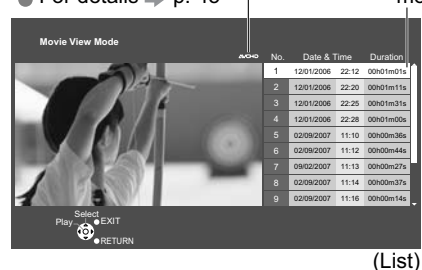 For details p. 43
Movie View Mode
AVCHD
No. Date & Time Duration
1 12/01/2006 22:12 00h01m01s
2 12/01/2006 22:20 00h01m11s
3 12/01/2006 22:25 00h01m31s
4 12/01/2006 22:28 00h01m00s
5 02/09/2007 11:10 00h00m36s
6 02/09/2007 11:12 00h00m44s
7 09/02/2007 11:13 00h00m27s
8 02/09/2007 11:14 00h00m37s
9 02/09/2007 11:16 00h00m14s
Select
Play EXIT
RETURN
(List)